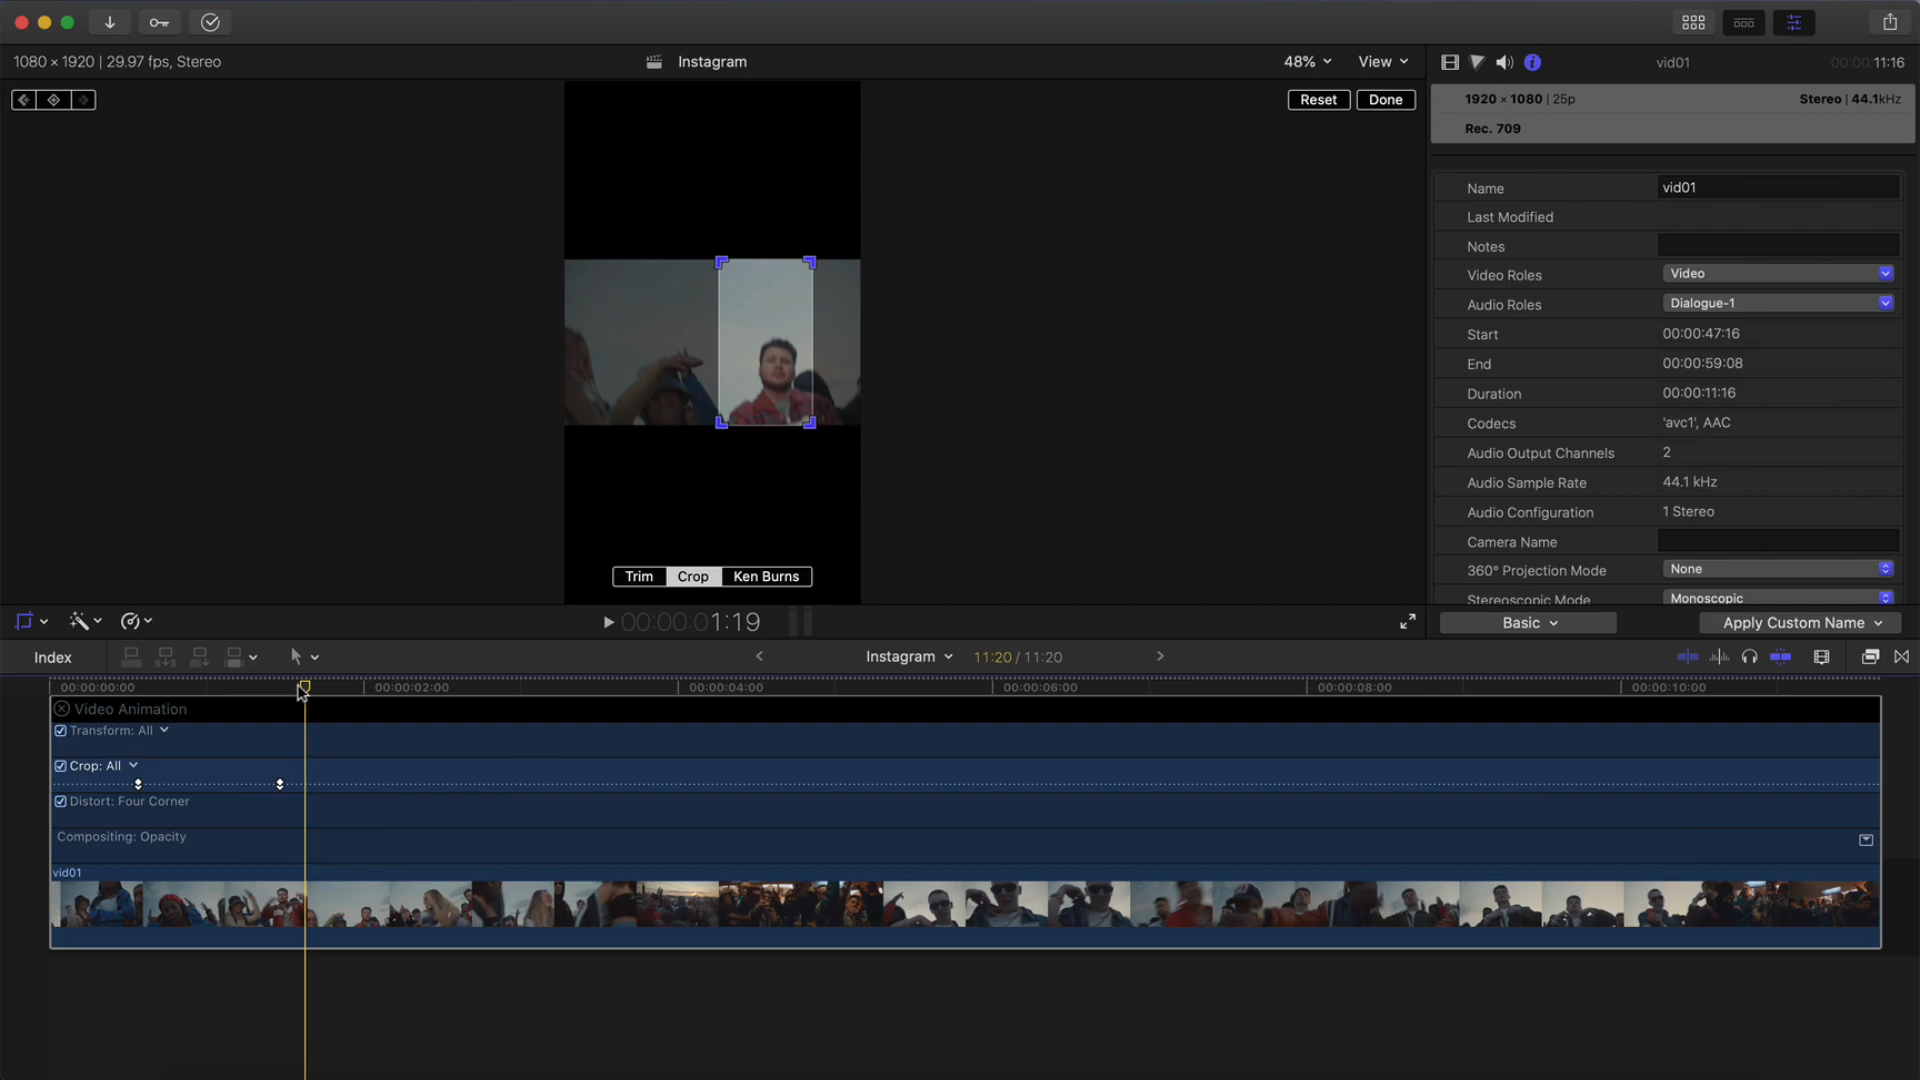 1080 × 1920 | 29.97 fps, Stereo
Instagram
48%
View
vid01
00:00:00:11:16
Reset
Done
1920 × 1080 | 25p
Stereo | 44.1kHz
Rec. 709
Name
vid01
Last Modified
Notes
Video Roles
Video
Audio Roles
Dialogue-1
Start
00:00:47:16
End
00:00:59:08
Duration
00:00:11:16
Codecs
'avc1', AAC
Audio Output Channels
2
Audio Sample Rate
44.1 kHz
Audio Configuration
1 Stereo
Camera Name
360° Projection Mode
None
Stereoscopic Mode
Monoscopic
Trim
Crop
Ken Burns
00:00:01:19
Basic
Apply Custom Name
Index
Instagram
11:20 / 11:20
00:00:00:00
00:00:02:00
00:00:04:00
00:00:06:00
00:00:08:00
00:00:10:00
Video Animation
Transform: All
Crop: All
Distort: Four Corner
Compositing: Opacity
vid01